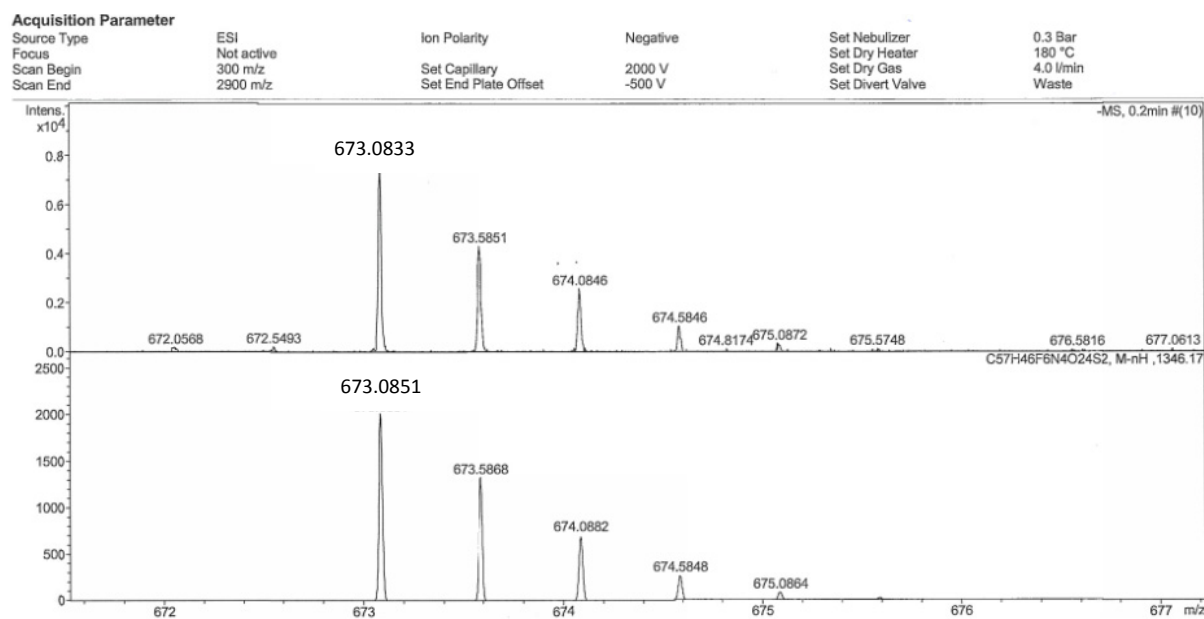 Acquisition Parameter
Source Type ESI Ion Polarity Negative Set Nebulizer 0.3 Bar
Focus Not active Set Dry Heater 180 °C
Scan Begin 300 m/z Set Capillary 2000 V Set Dry Gas 4.0 l/min
Scan End 2900 m/z Set End Plate Offset -500 V Set Divert Valve Waste
Intens. -MS, 0.2min #(10)
x10⁴
673.0833
0.8
0.6
673.5851
0.4
674.0846
0.2
674.5846
672.0568 672.5493 674.8174 675.0872 675.5748 676.5816 677.0613
0.0
C57H46F6N4O24S2, M-nH ,1346.17
2500
673.0851
2000
1500
673.5868
1000
674.0882
500
674.5848
675.0864
0
672 673 674 675 676 677 m/z